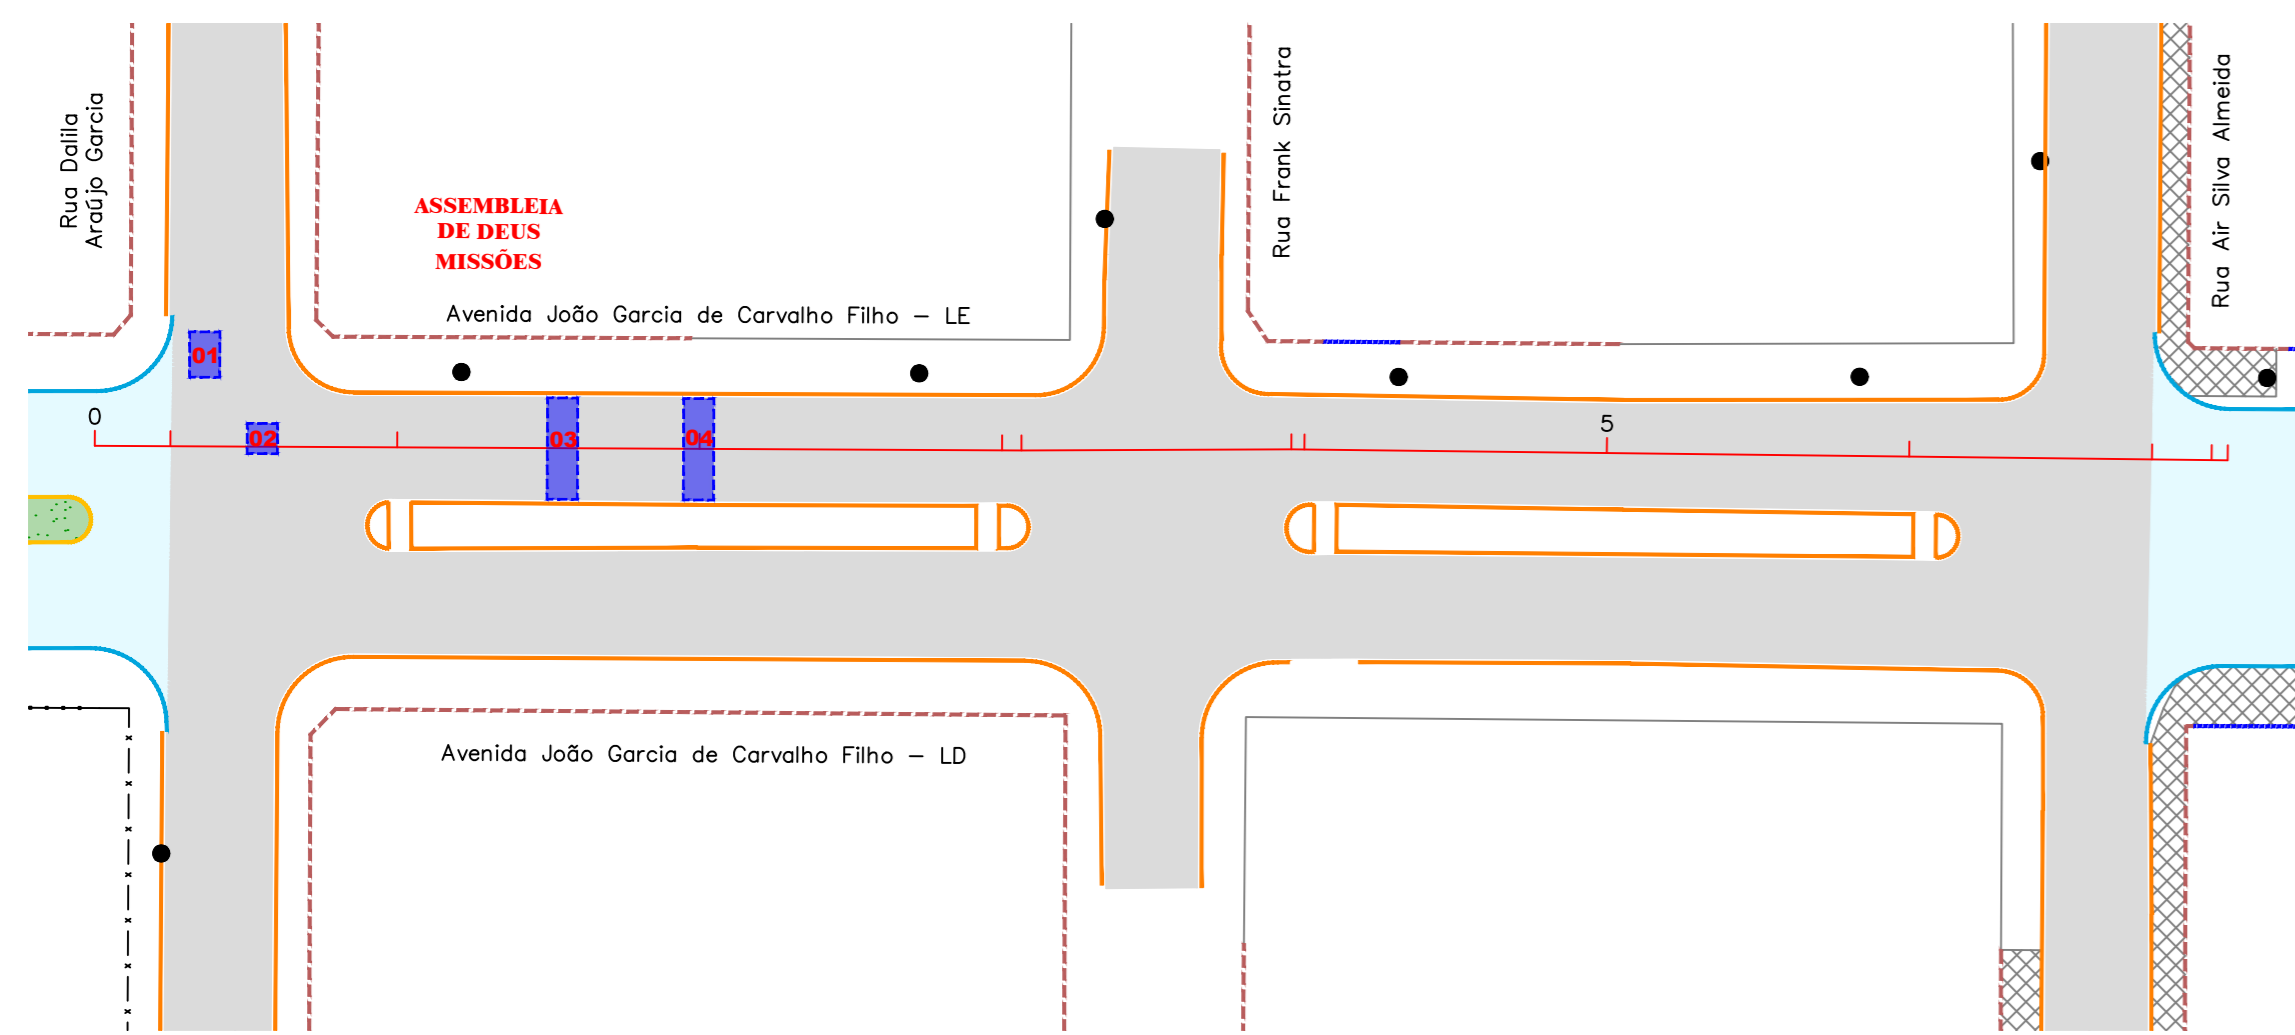 Rua Dalila
Araújo Garcia
ASSEMBLEIA
DE DEUS
MISSÕES
Avenida João Garcia de Carvalho Filho – LE
Rua Frank Sinatra
Rua Air Silva Almeida
01
0
02
03
04
5
Avenida João Garcia de Carvalho Filho – LD